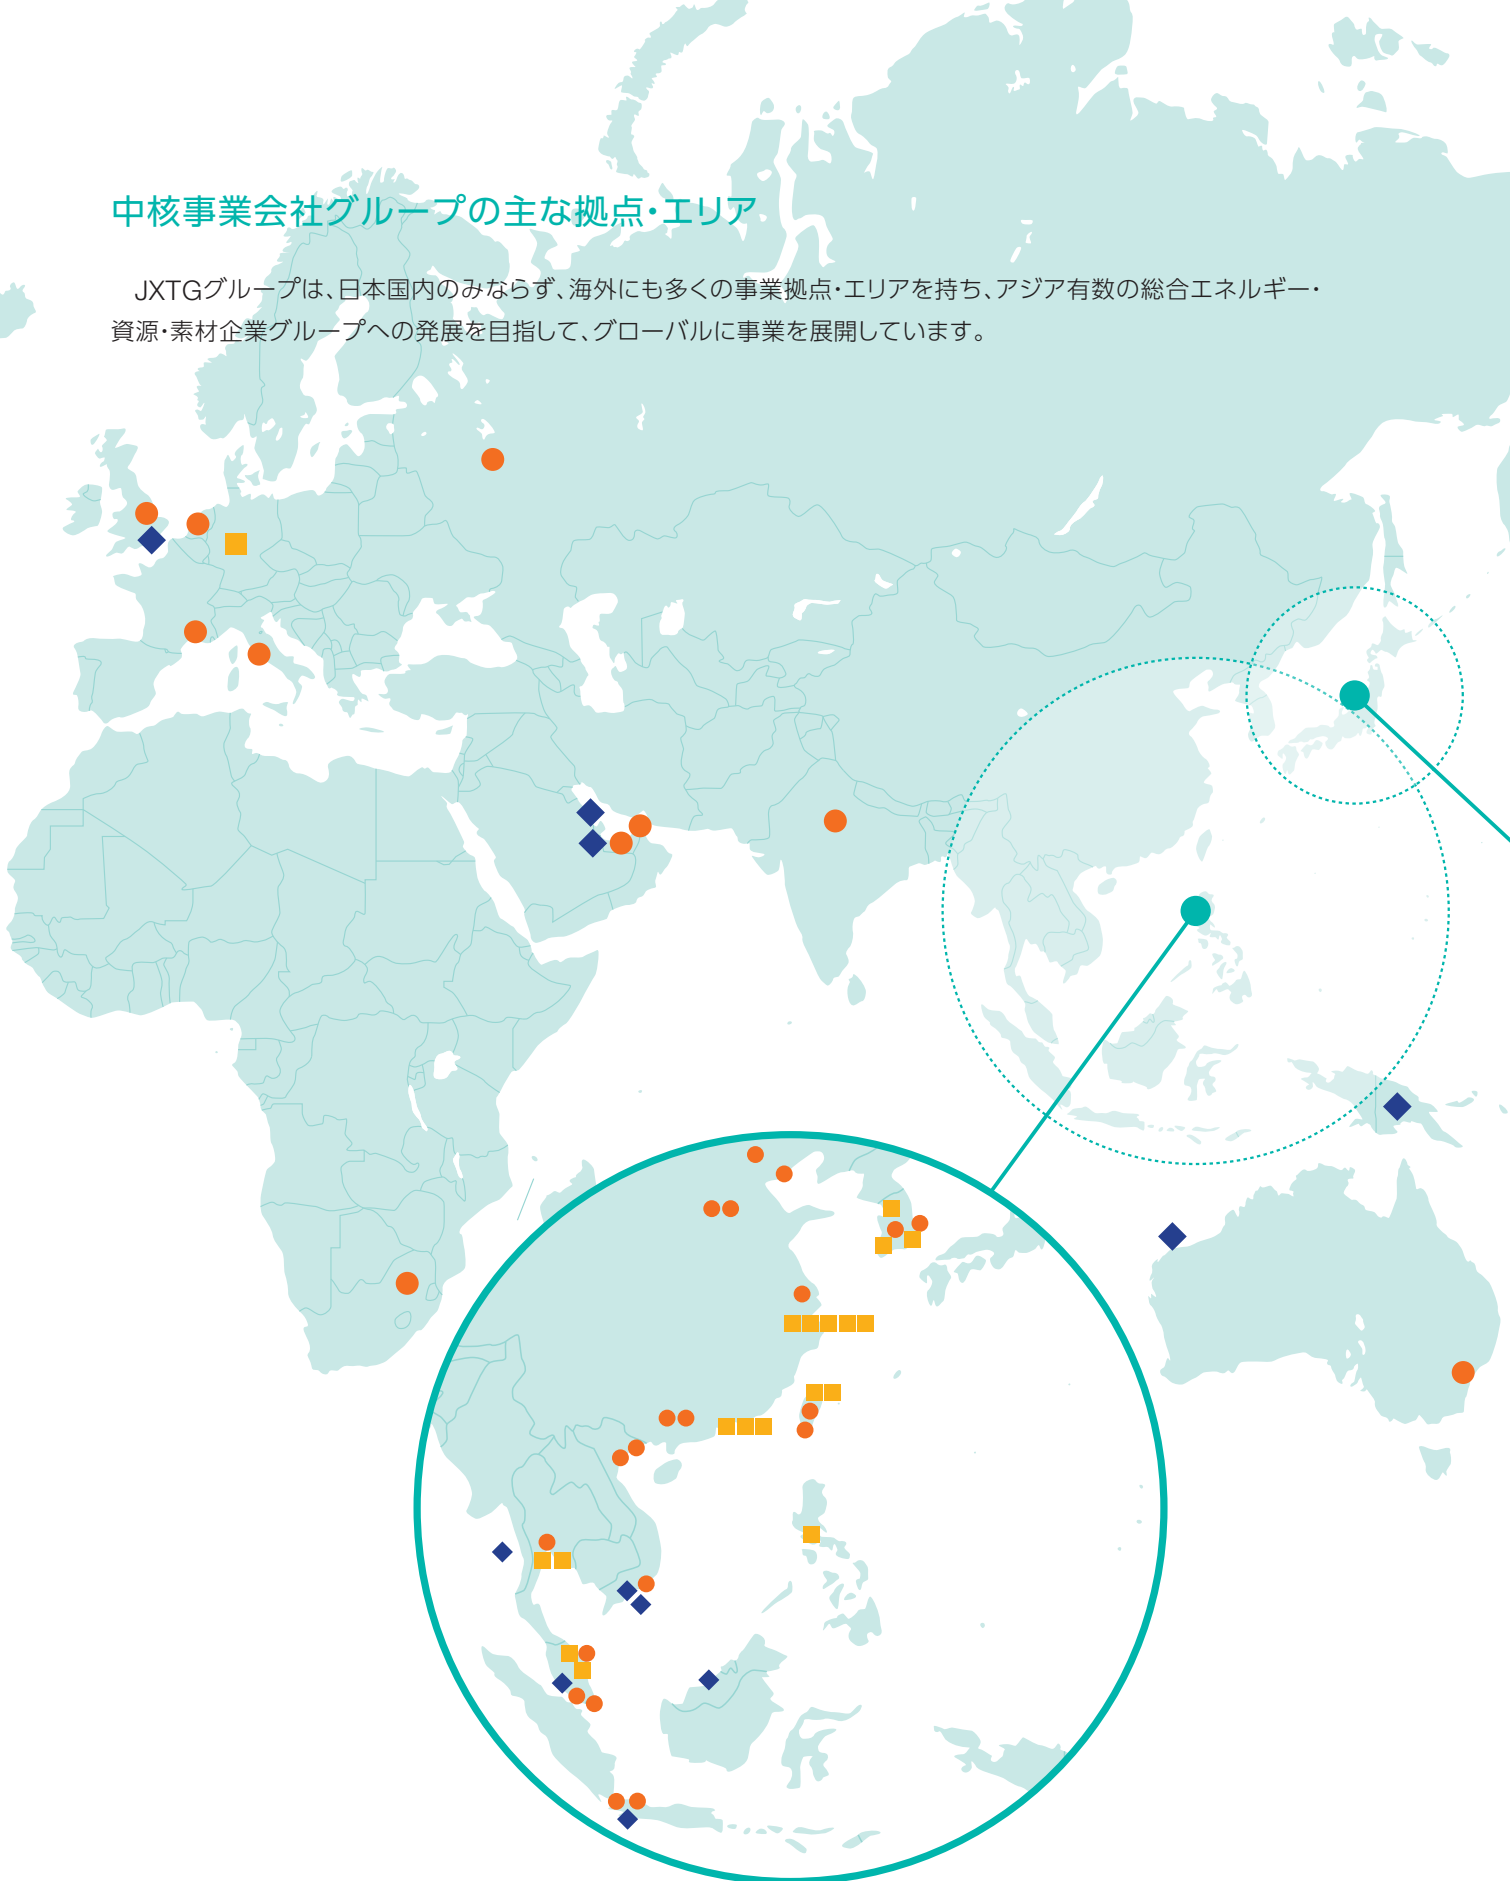 中核事業会社グループの主な拠点・エリア
JXTGグループは、日本国内のみならず、海外にも多くの事業拠点・エリアを持ち、アジア有数の総合エネルギー・
資源・素材企業グループへの発展を目指して、グローバルに事業を展開しています。